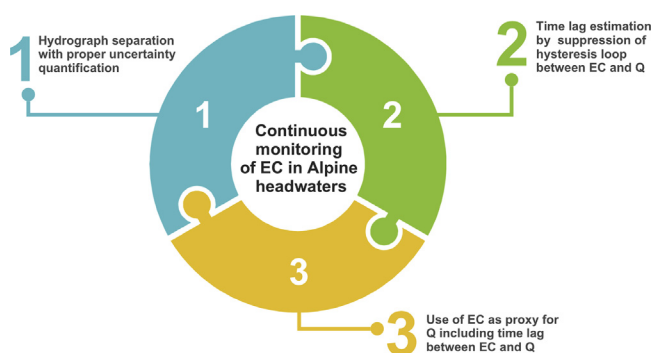 1
Hydrograph separation
with proper uncertainty
quantification
2
Time lag estimation
by suppression of
hysteresis loop
between EC and Q
1
2
Continuous
monitoring
of EC in Alpine
headwaters
3
3
Use of EC as proxy for
Q including time lag
between EC and Q